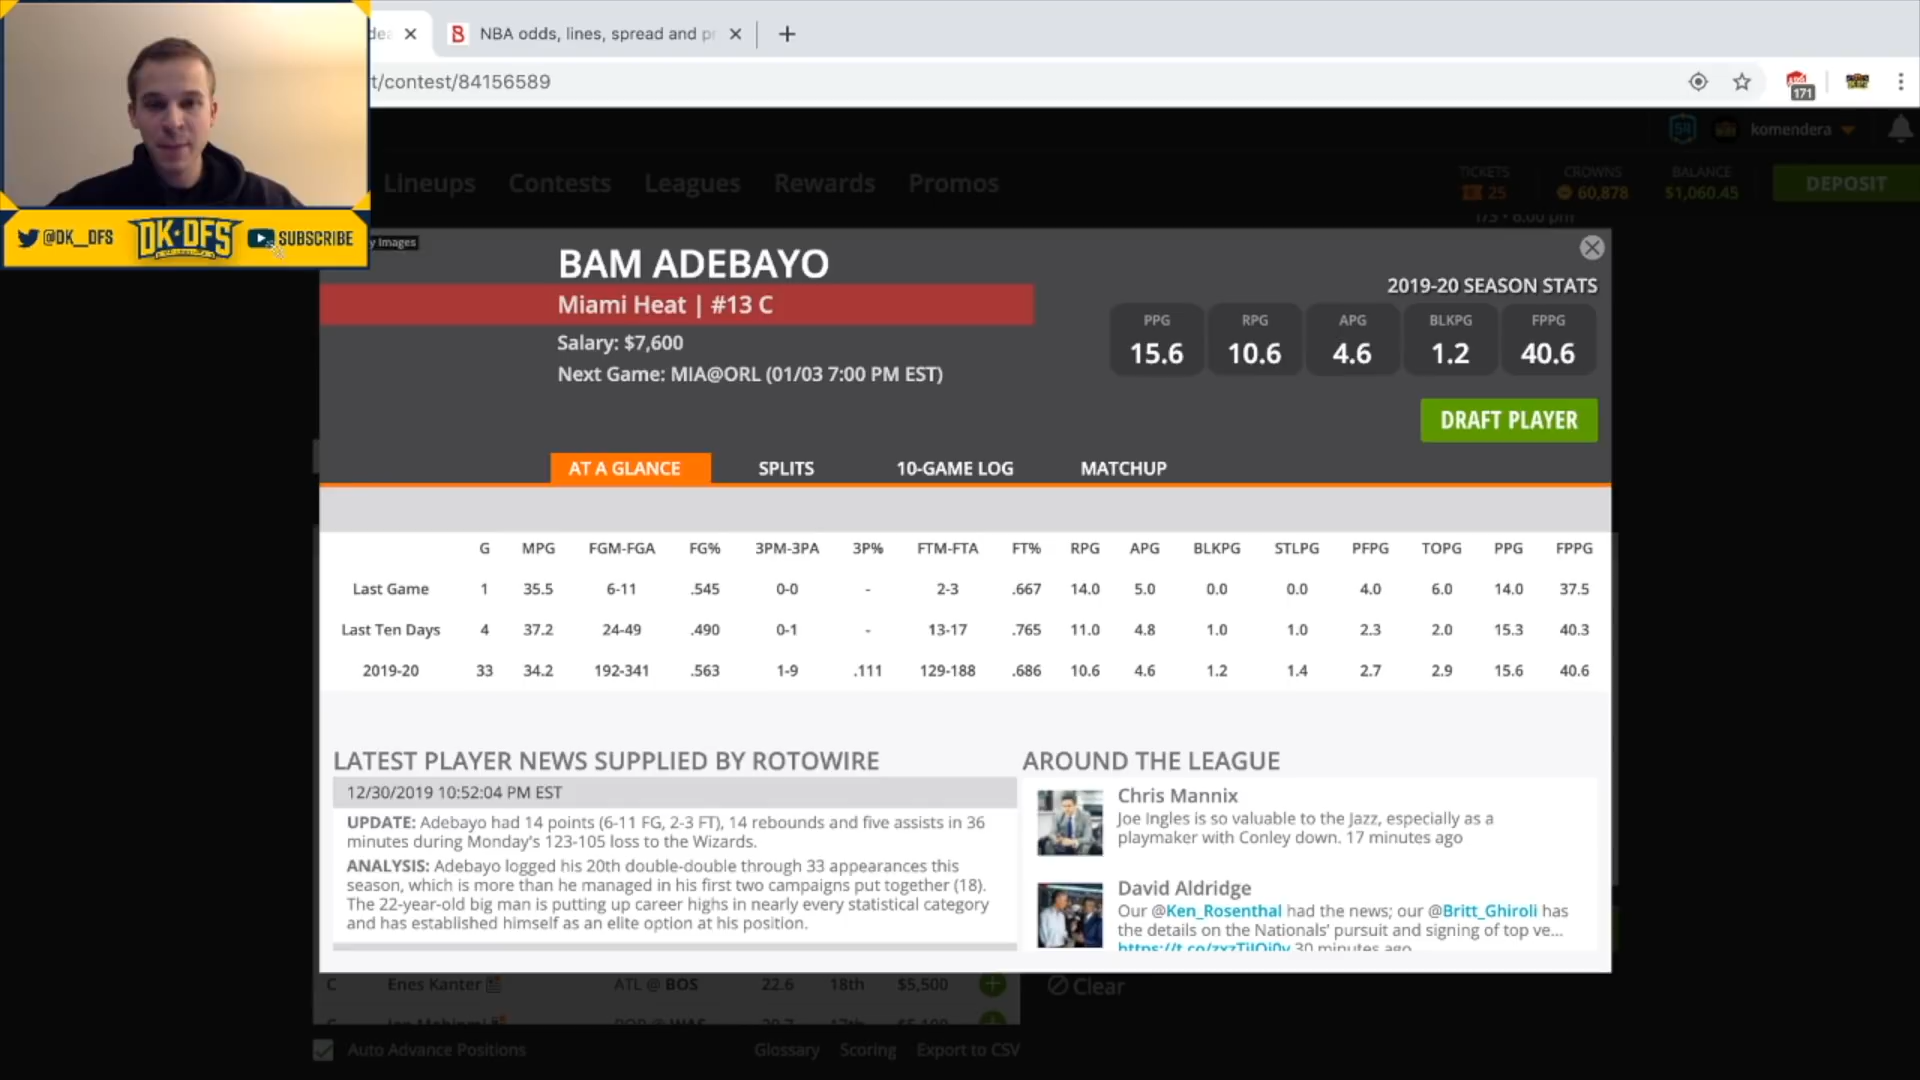 NBA odds, lines, spread and
t/contest/84156589
171
komendera
Lineups Contests Leagues Rewards Promos
TICKETS CROWNS BALANCE
25 60,878 $1,060.45
DEPOSIT
@DK__DFS DK·DFS SUBSCRIBE
y Images
BAM ADEBAYO
Miami Heat | #13 C
Salary: $7,600
Next Game: MIA@ORL (01/03 7:00 PM EST)
2019-20 SEASON STATS
PPG RPG APG BLKPG FPPG
15.6 10.6 4.6 1.2 40.6
DRAFT PLAYER
AT A GLANCE SPLITS 10-GAME LOG MATCHUP
G MPG FGM-FGA FG% 3PM-3PA 3P% FTM-FTA FT% RPG APG BLKPG STLPG PFPG TOPG PPG FPPG
Last Game 1 35.5 6-11 .545 0-0 - 2-3 .667 14.0 5.0 0.0 0.0 4.0 6.0 14.0 37.5
Last Ten Days 4 37.2 24-49 .490 0-1 - 13-17 .765 11.0 4.8 1.0 1.0 2.3 2.0 15.3 40.3
2019-20 33 34.2 192-341 .563 1-9 .111 129-188 .686 10.6 4.6 1.2 1.4 2.7 2.9 15.6 40.6
LATEST PLAYER NEWS SUPPLIED BY ROTOWIRE
12/30/2019 10:52:04 PM EST
UPDATE: Adebayo had 14 points (6-11 FG, 2-3 FT), 14 rebounds and five assists in 36
minutes during Monday's 123-105 loss to the Wizards.
ANALYSIS: Adebayo logged his 20th double-double through 33 appearances this
season, which is more than he managed in his first two campaigns put together (18).
The 22-year-old big man is putting up career highs in nearly every statistical category
and has established himself as an elite option at his position.
AROUND THE LEAGUE
Chris Mannix
Joe Ingles is so valuable to the Jazz, especially as a
playmaker with Conley down. 17 minutes ago
David Aldridge
Our @Ken_Rosenthal had the news; our @Britt_Ghiroli has
the details on the Nationals' pursuit and signing of top ve...
30 minutes ago
C Enes Kanter ATL @ BOS 22.6 18th $5,500
Clear
Auto Advance Positions Glossary Scoring Export to CSV